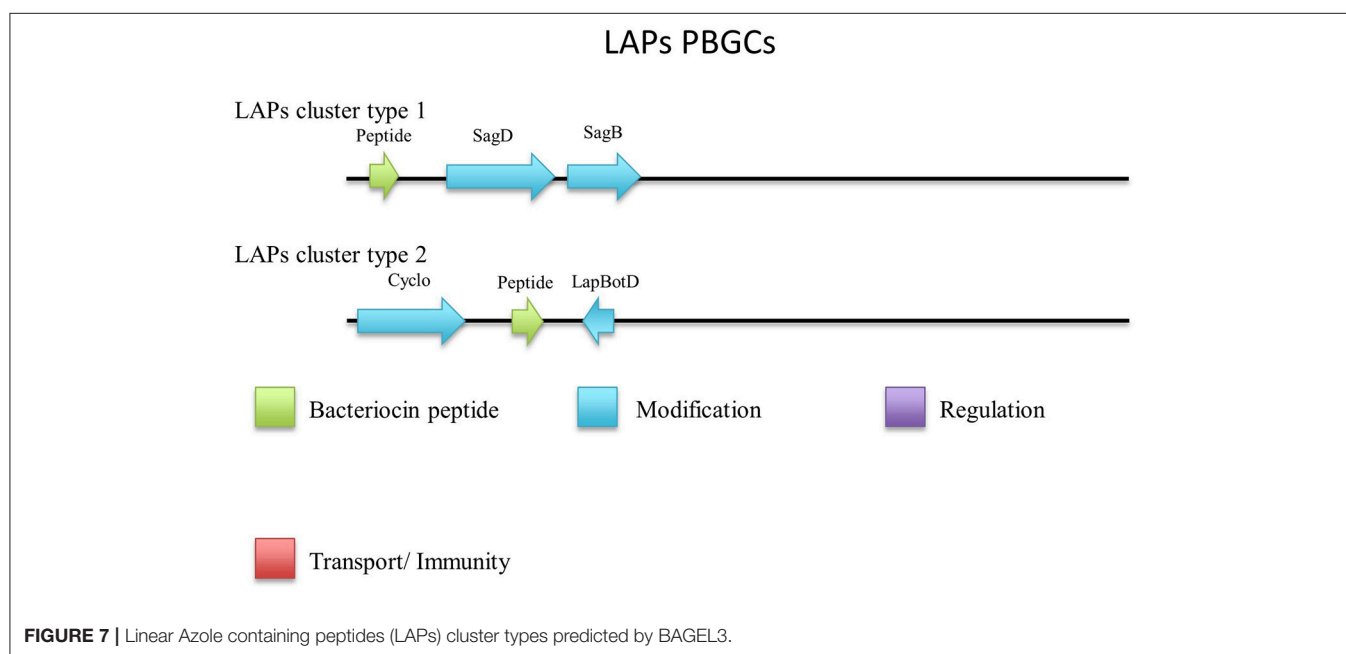 LAPs PBGCs
LAPs cluster type 1
Peptide SagD SagB
LAPs cluster type 2
Cyclo Peptide LapBotD
Bacteriocin peptide Modification Regulation
Transport/ Immunity
FIGURE 7 | Linear Azole containing peptides (LAPs) cluster types predicted by BAGEL3.